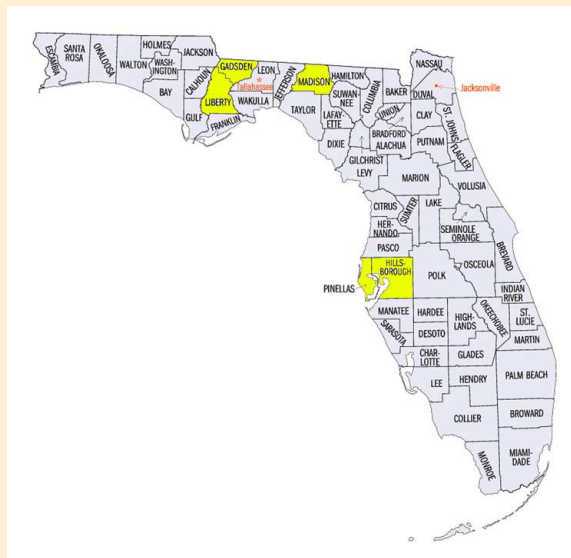 ESCAMBIA
SANTA
ROSA
OKALOOSA
WALTON
HOLMES
WASH-
INGTON
BAY
JACKSON
CALHOUN
GULF
GADSDEN
LIBERTY
FRANKLIN
LEON
Tallahassee
WAKULLA
JEFFERSON
MADISON
TAYLOR
HAMILTON
SUWAN-
NEE
LAFAY-
ETTE
DIXIE
COLUMBIA
BAKER
UNION
BRADFORD
ALACHUA
GILCHRIST
LEVY
NASSAU
DUVAL
Jacksonville
CLAY
ST. JOHNS
PUTNAM
FLAGLER
MARION
VOLUSIA
CITRUS
SUMTER
LAKE
HER-
NANDO
SEMINOLE
ORANGE
PASCO
BREVARD
HILLS-
BOROUGH
PINELLAS
POLK
OSCEOLA
INDIAN
RIVER
MANATEE
HARDEE
HIGH-
LANDS
OKEECHOBEE
ST.
LUCIE
SARASOTA
DESOTO
MARTIN
CHAR-
LOTTE
GLADES
LEE
HENDRY
PALM BEACH
COLLIER
BROWARD
MONROE
MIAMI-
DADE